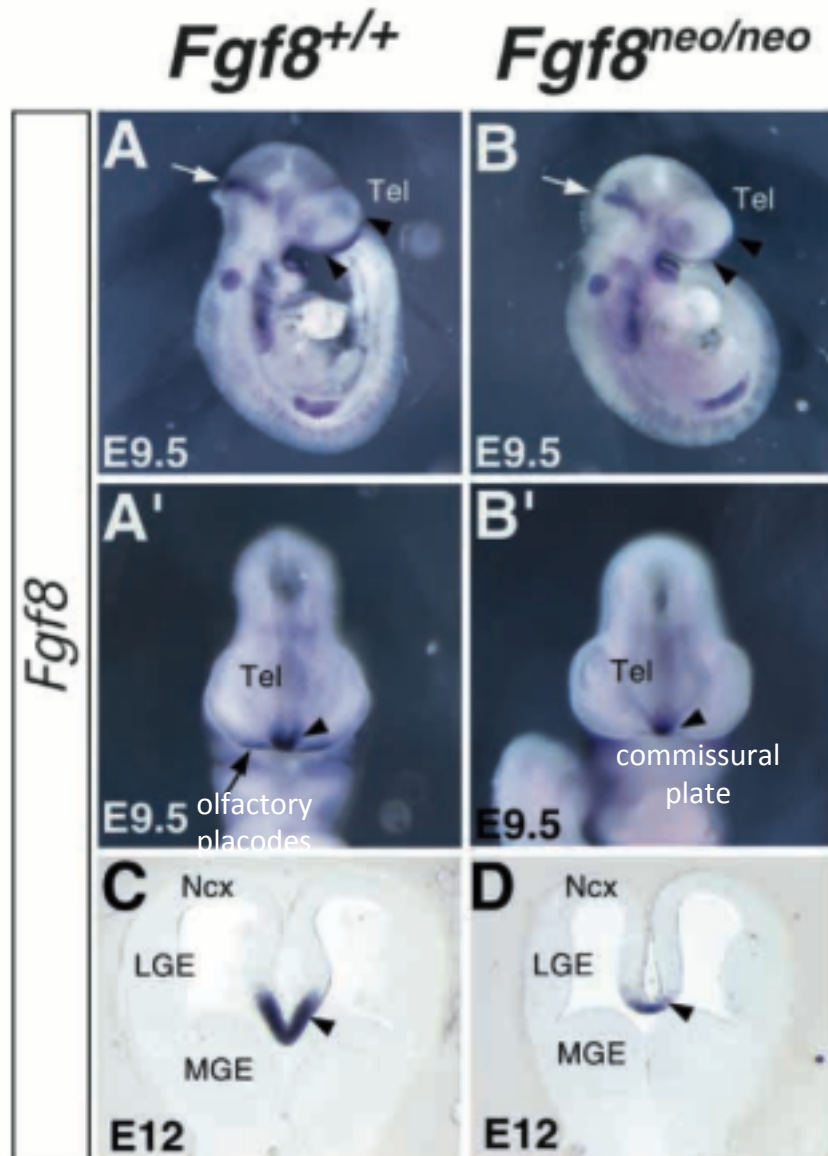 Fgf8+/+ Fgf8neo/neo
Fgf8
A
Tel
E9.5
B
Tel
E9.5
A'
Tel
E9.5
olfactory
placodes
B'
Tel
commissural
plate
E9.5
C
Ncx
LGE
MGE
E12
D
Ncx
LGE
MGE
E12